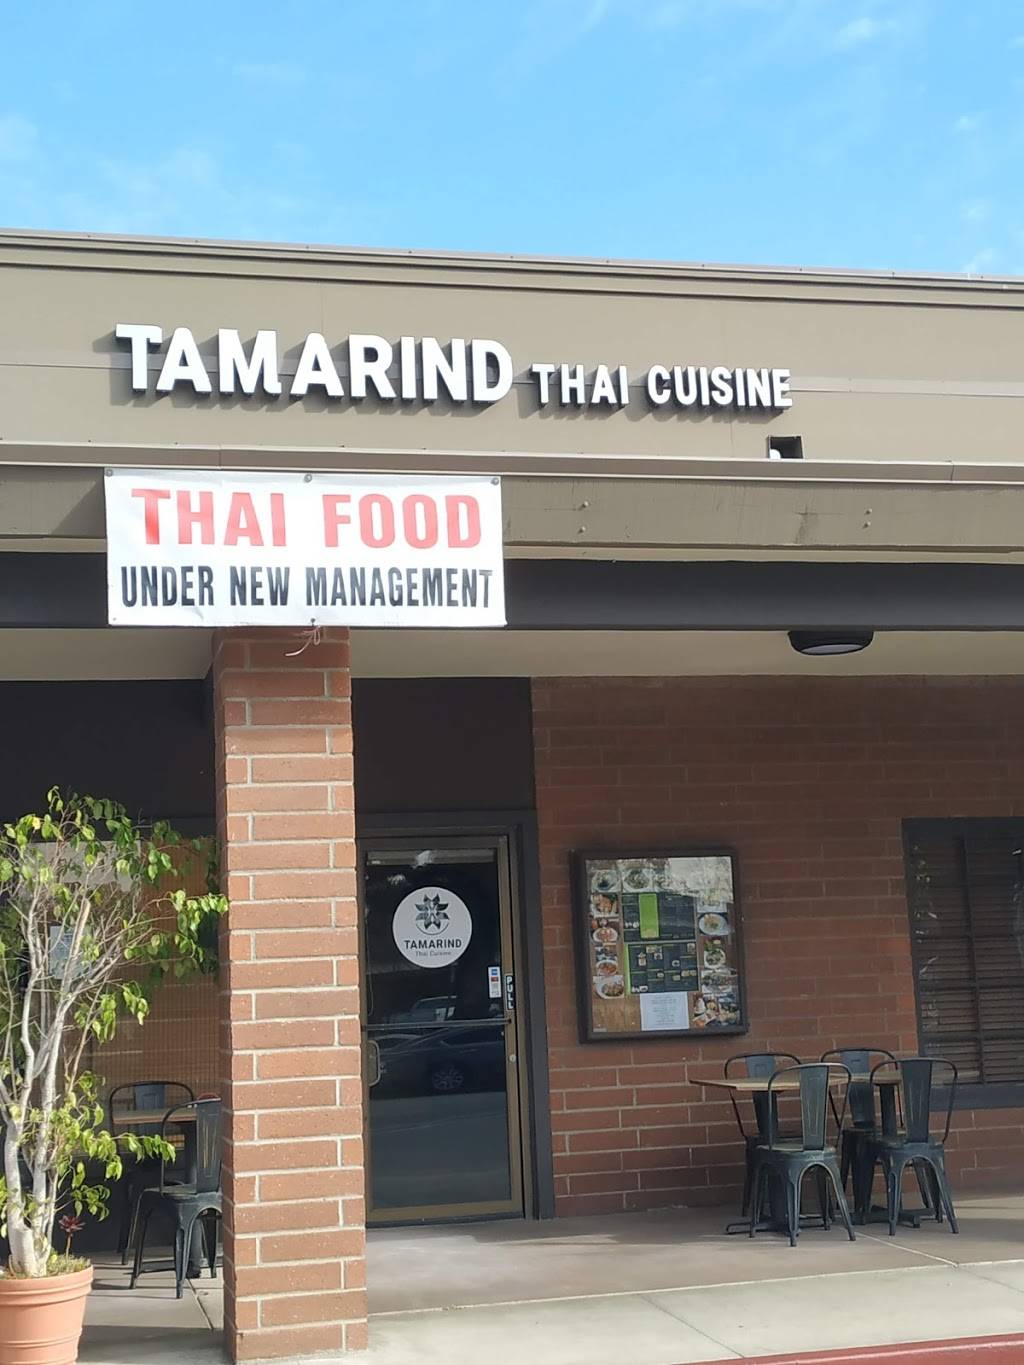 TAMARIND THAI CUISINE
THAI FOOD
UNDER NEW MANAGEMENT
TAMARIND
Thai Cuisine
PULL